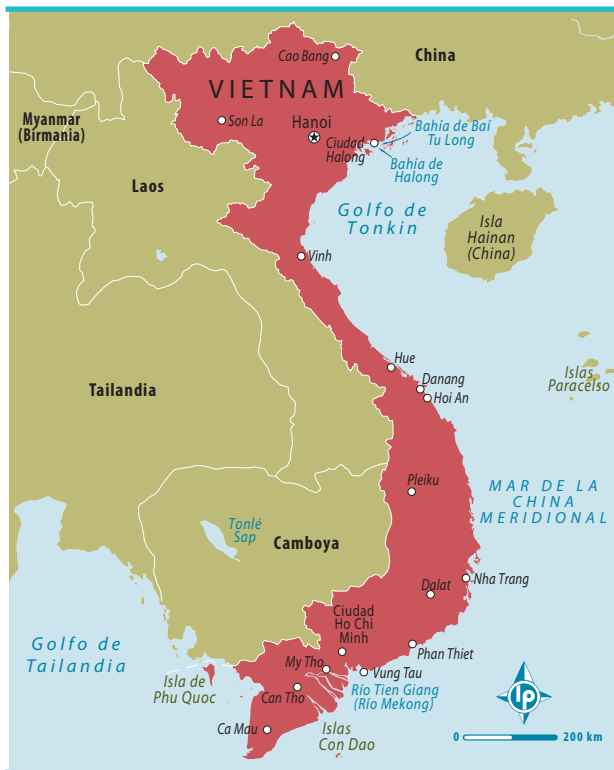 Cao Bang
China
VIETNAM
Myanmar
(Birmania)
Son La
Hanoi
Ciudad
Halong
Bahía de Bai
Tu Long
Bahía de
Halong
Laos
Golfo de
Tonkin
Isla
Hainan
(China)
Vinh
Hue
Danang
Hoi An
Islas
Paracelso
Tailandia
Pleiku
MAR DE LA
CHINA
MERIDIONAL
Tonlé
Sap
Camboya
Nha Trang
Dalat
Ciudad
Ho Chi
Minh
Golfo de
Tailandia
Phan Thiet
My Tho
Vung Tau
Isla de
Phu Quoc
Can Tho
Río Tien Giang
(Río Mekong)
Ca Mau
Islas
Con Dao
lp
0 200 km